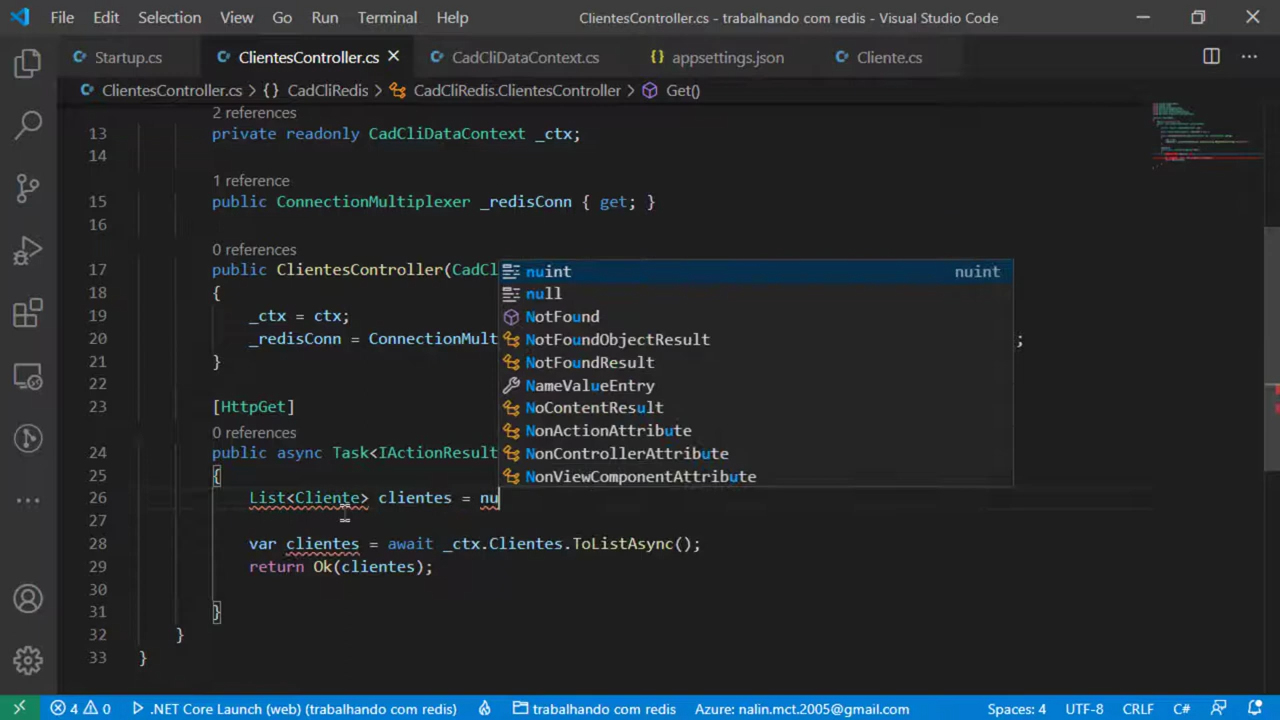 File Edit Selection View Go Run Terminal Help ClientesController.cs - trabalhando com redis - Visual Studio Code
Startup.cs ClientesController.cs CadCliDataContext.cs {} appsettings.json Cliente.cs
ClientesController.cs > {} CadCliRedis > CadCliRedis.ClientesController > Get()
2 references
13 private readonly CadCliDataContext _ctx;
14
1 reference
15 public ConnectionMultiplexer _redisConn { get; }
16
0 references
17 public ClientesController(CadCl
18 {
19 _ctx = ctx;
20 _redisConn = ConnectionMult ;
21 }
22
23 [HttpGet]
0 references
24 public async Task<IActionResult
25 {
26 List<Cliente> clientes = nu
27
28 var clientes = await _ctx.Clientes.ToListAsync();
29 return Ok(clientes);
30
31 }
32 }
33 }
nuint nuint
null
NotFound
NotFoundObjectResult
NotFoundResult
NameValueEntry
NoContentResult
NonActionAttribute
NonControllerAttribute
NonViewComponentAttribute
4 0 .NET Core Launch (web) (trabalhando com redis) trabalhando com redis Azure: nalin.mct.2005@gmail.com Spaces: 4 UTF-8 CRLF C#